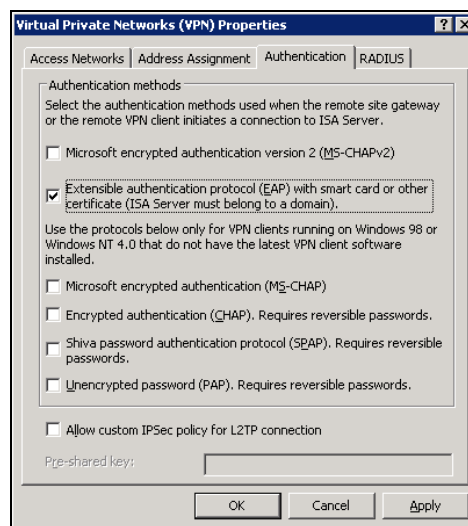 Virtual Private Networks (VPN) Properties
Access Networks Address Assignment Authentication RADIUS
Authentication methods
Select the authentication methods used when the remote site gateway
or the remote VPN client initiates a connection to ISA Server.
Microsoft encrypted authentication version 2 (MS-CHAPv2)
Extensible authentication protocol (EAP) with smart card or other
certificate (ISA Server must belong to a domain).
Use the protocols below only for VPN clients running on Windows 98 or
Windows NT 4.0 that do not have the latest VPN client software
installed.
Microsoft encrypted authentication (MS-CHAP)
Encrypted authentication (CHAP). Requires reversible passwords.
Shiva password authentication protocol (SPAP). Requires reversible
passwords.
Unencrypted password (PAP). Requires reversible passwords.
Allow custom IPSec policy for L2TP connection
Pre-shared key:
OK Cancel Apply